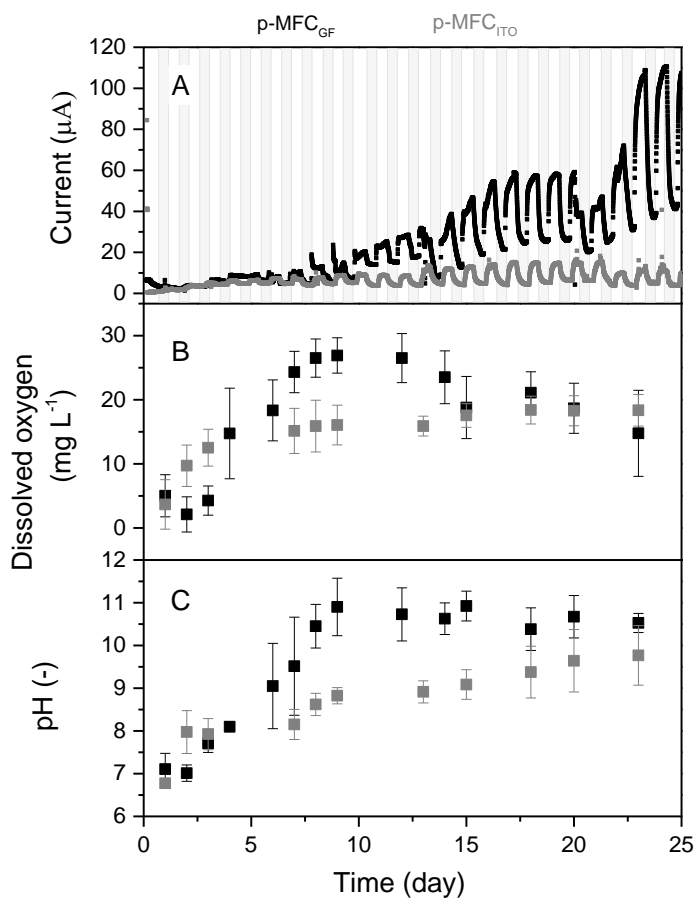 p-MFC_GF p-MFC_ITO
120
100
80
60
40
20
0
A
Current (μA)
30
20
10
0
B
Dissolved oxygen
(mg L⁻¹)
12
11
10
9
8
7
6
C
pH (-)
0 5 10 15 20 25
Time (day)